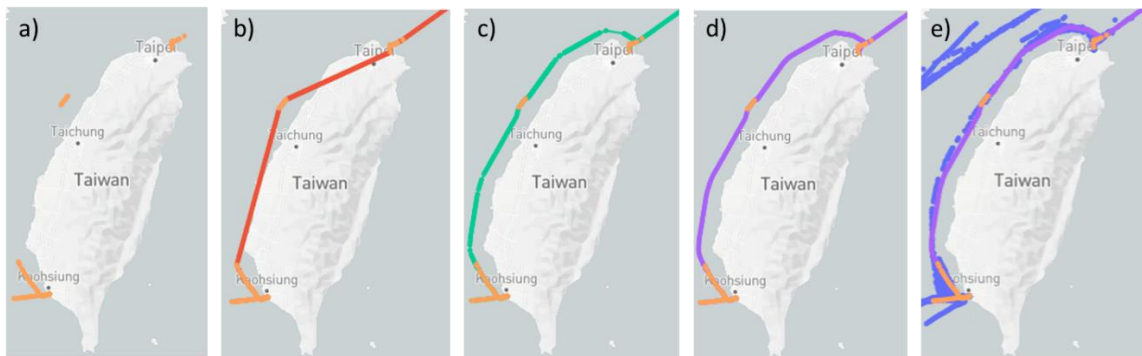 a)
Taipei
Taichung
Taiwan
Kaohsiung
b)
Taipei
Taichung
Taiwan
Kaohsiung
c)
Taipei
Taichung
Taiwan
Kaohsiung
d)
Taipei
Taichung
Taiwan
Kaohsiung
e)
Taipei
Taichung
Taiwan
Kaohsiung